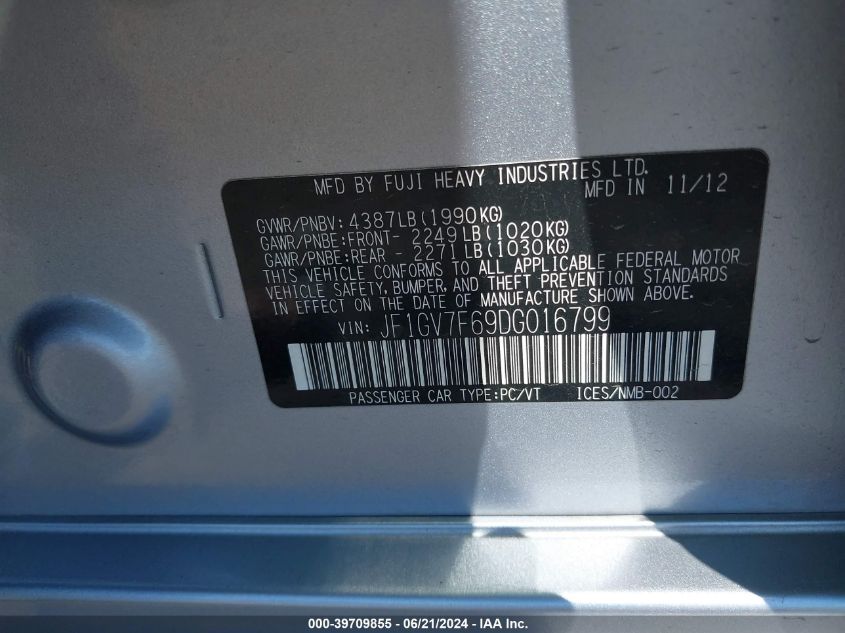 MFD BY FUJI HEAVY INDUSTRIES LTD.
MFD IN 11/12
GVWR/PNBV: 4387LB(1990KG)
GAWR/PNBE:FRONT- 2249LB(1020KG)
GAWR/PNBE:REAR - 2271LB(1030KG)
THIS VEHICLE CONFORMS TO ALL APPLICABLE FEDERAL MOTOR
VEHICLE SAFETY, BUMPER, AND THEFT PREVENTION STANDARDS
IN EFFECT ON THE DATE OF MANUFACTURE SHOWN ABOVE.
VIN: JF1GV7F69DG016799
PASSENGER CAR TYPE:PC/VT ICES/NMB-002
000-39709855 - 06/21/2024 - IAA Inc.